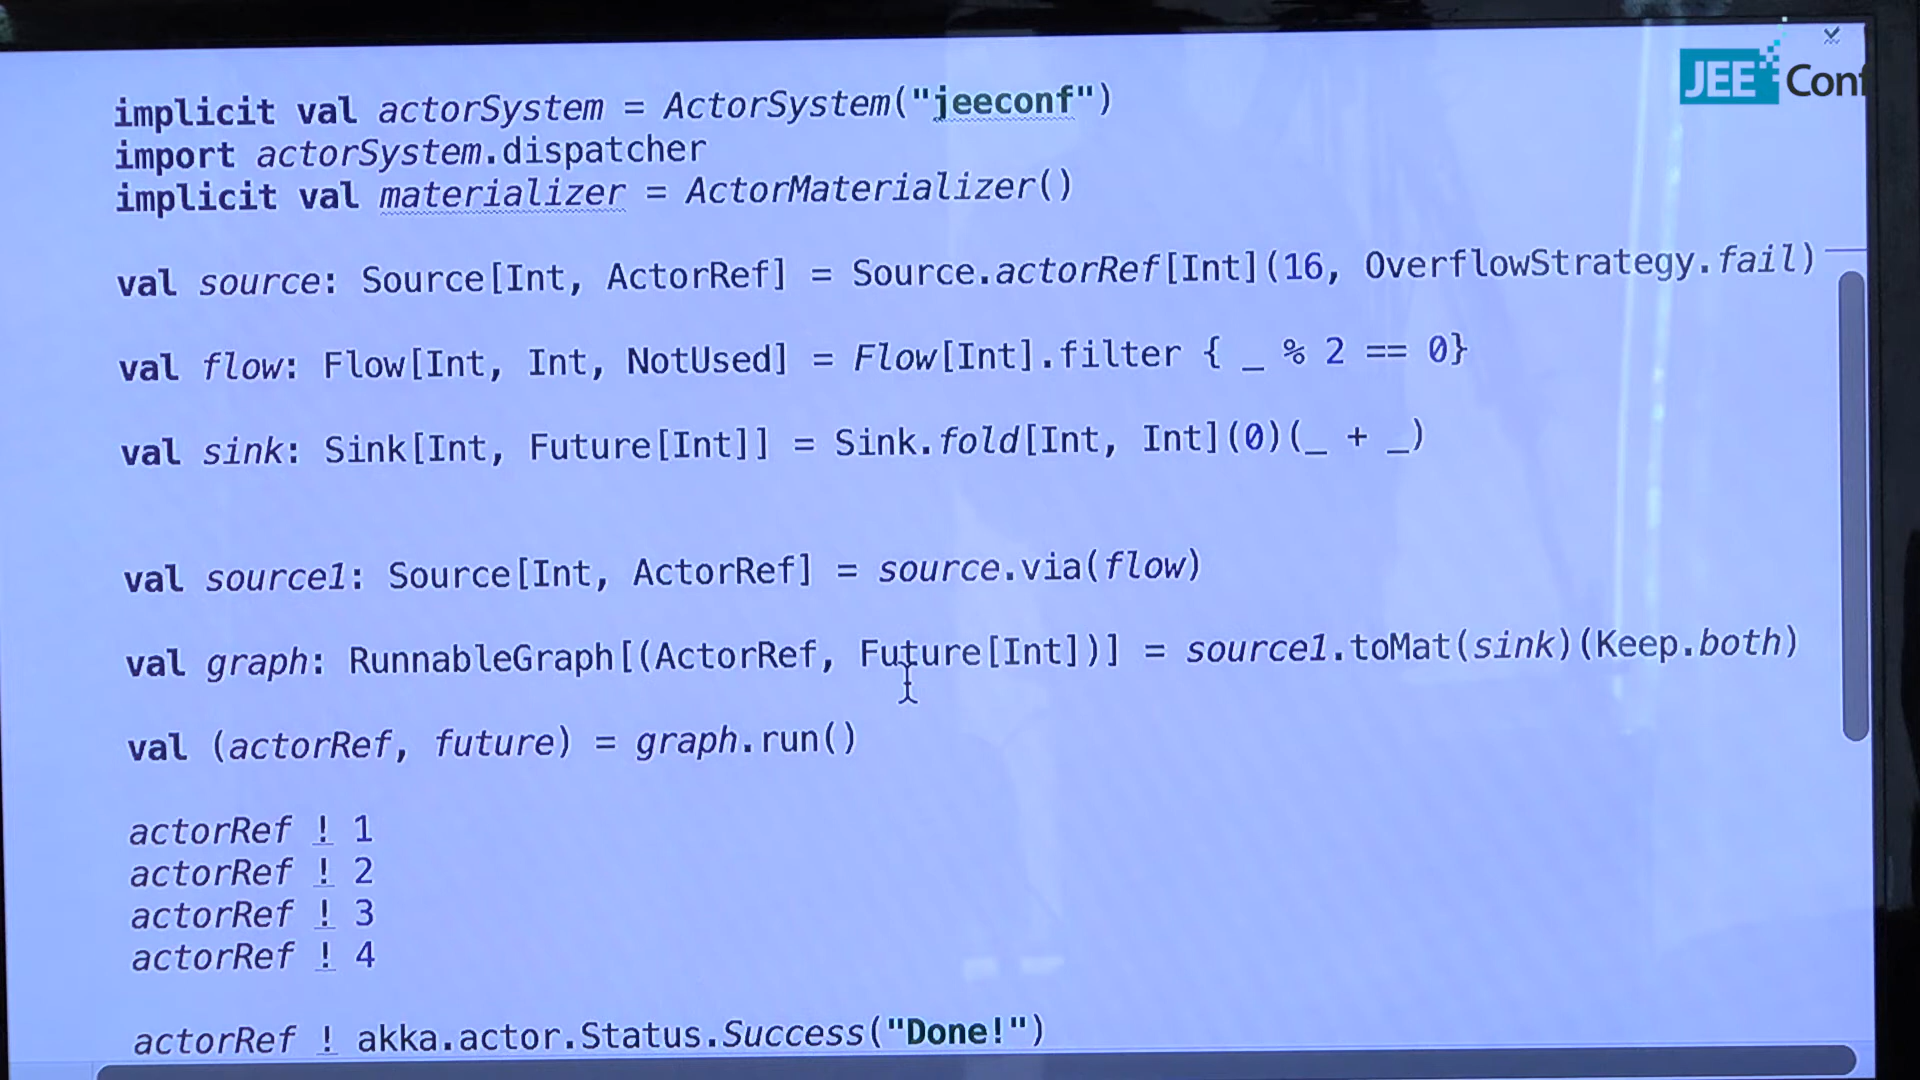 JEE Conf
implicit val actorSystem = ActorSystem("jeeconf")
import actorSystem.dispatcher
implicit val materializer = ActorMaterializer()
val source: Source[Int, ActorRef] = Source.actorRef[Int](16, OverflowStrategy.fail)
val flow: Flow[Int, Int, NotUsed] = Flow[Int].filter { _ % 2 == 0}
val sink: Sink[Int, Future[Int]] = Sink.fold[Int, Int](0)(_ + _)
val source1: Source[Int, ActorRef] = source.via(flow)
val graph: RunnableGraph[(ActorRef, Future[Int])] = source1.toMat(sink)(Keep.both)
val (actorRef, future) = graph.run()
actorRef ! 1
actorRef ! 2
actorRef ! 3
actorRef ! 4
actorRef ! akka.actor.Status.Success("Done!")